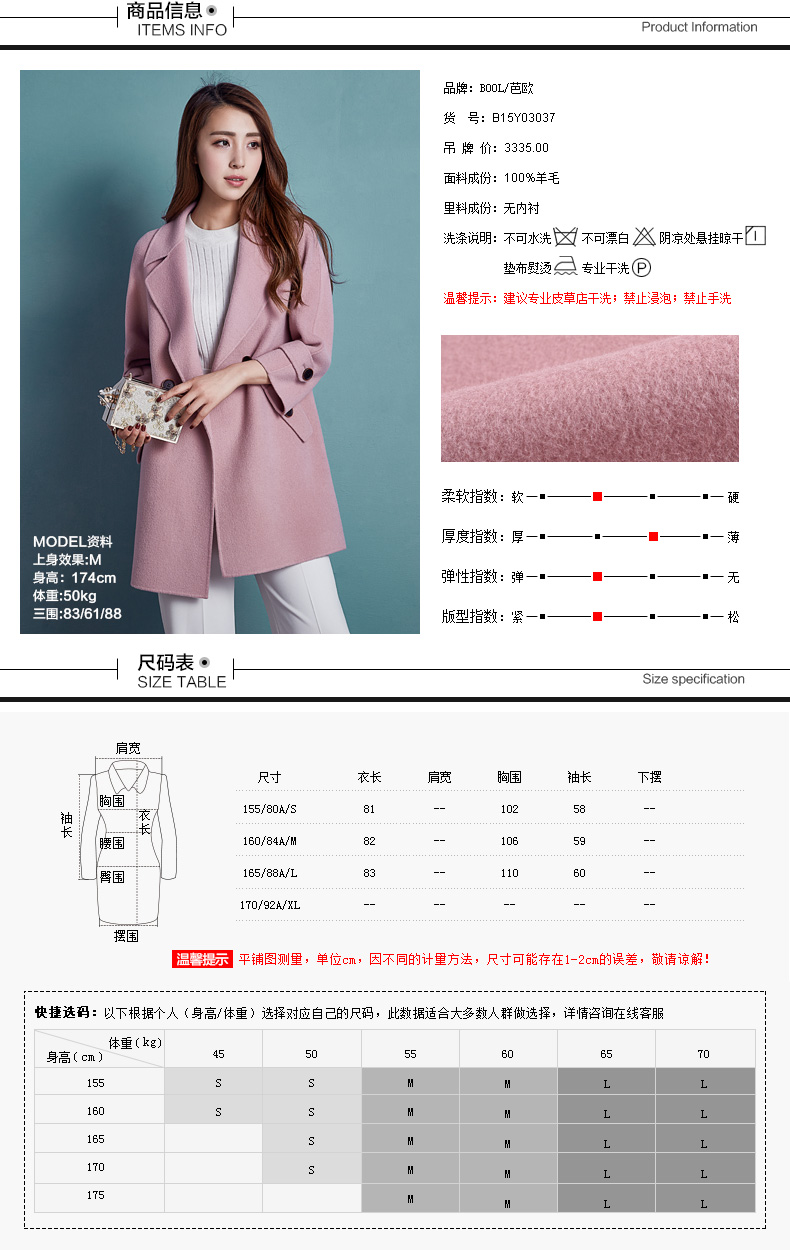 商品信息
ITEMS INFO
Product Information
品牌：BOOL/芭欧
货 号：B15Y03037
吊 牌 价：3335.00
面料成份：100%羊毛
里料成份：无内衬
洗涤说明：不可水洗 不可漂白 阴凉处悬挂晾干
垫布熨烫 专业干洗 P
温馨提示：建议专业皮草店干洗；禁止浸泡；禁止手洗
柔软指数：软 硬
厚度指数：厚 薄
弹性指数：弹 无
版型指数：紧 松
MODEL资料
上身效果:M
身高：174cm
体重:50kg
三围:83/61/88
尺码表
SIZE TABLE
Size specification
肩宽
胸围
衣长
袖长
腰围
臀围
摆围
尺寸 衣长 肩宽 胸围 袖长 下摆
155/80A/S 81 -- 102 58 --
160/84A/M 82 -- 106 59 --
165/88A/L 83 -- 110 60 --
170/92A/XL -- -- -- -- --
温馨提示 平铺图测量，单位cm，因不同的计量方法，尺寸可能存在1-2cm的误差，敬请谅解！
快捷选码：以下根据个人（身高/体重）选择对应自己的尺码，此数据适合大多数人群做选择，详情咨询在线客服
体重(kg)
身高(cm) 45 50 55 60 65 70
155 S S M M L L
160 S S M M L L
165 S M M L L
170 S M M L L
175 M M L L